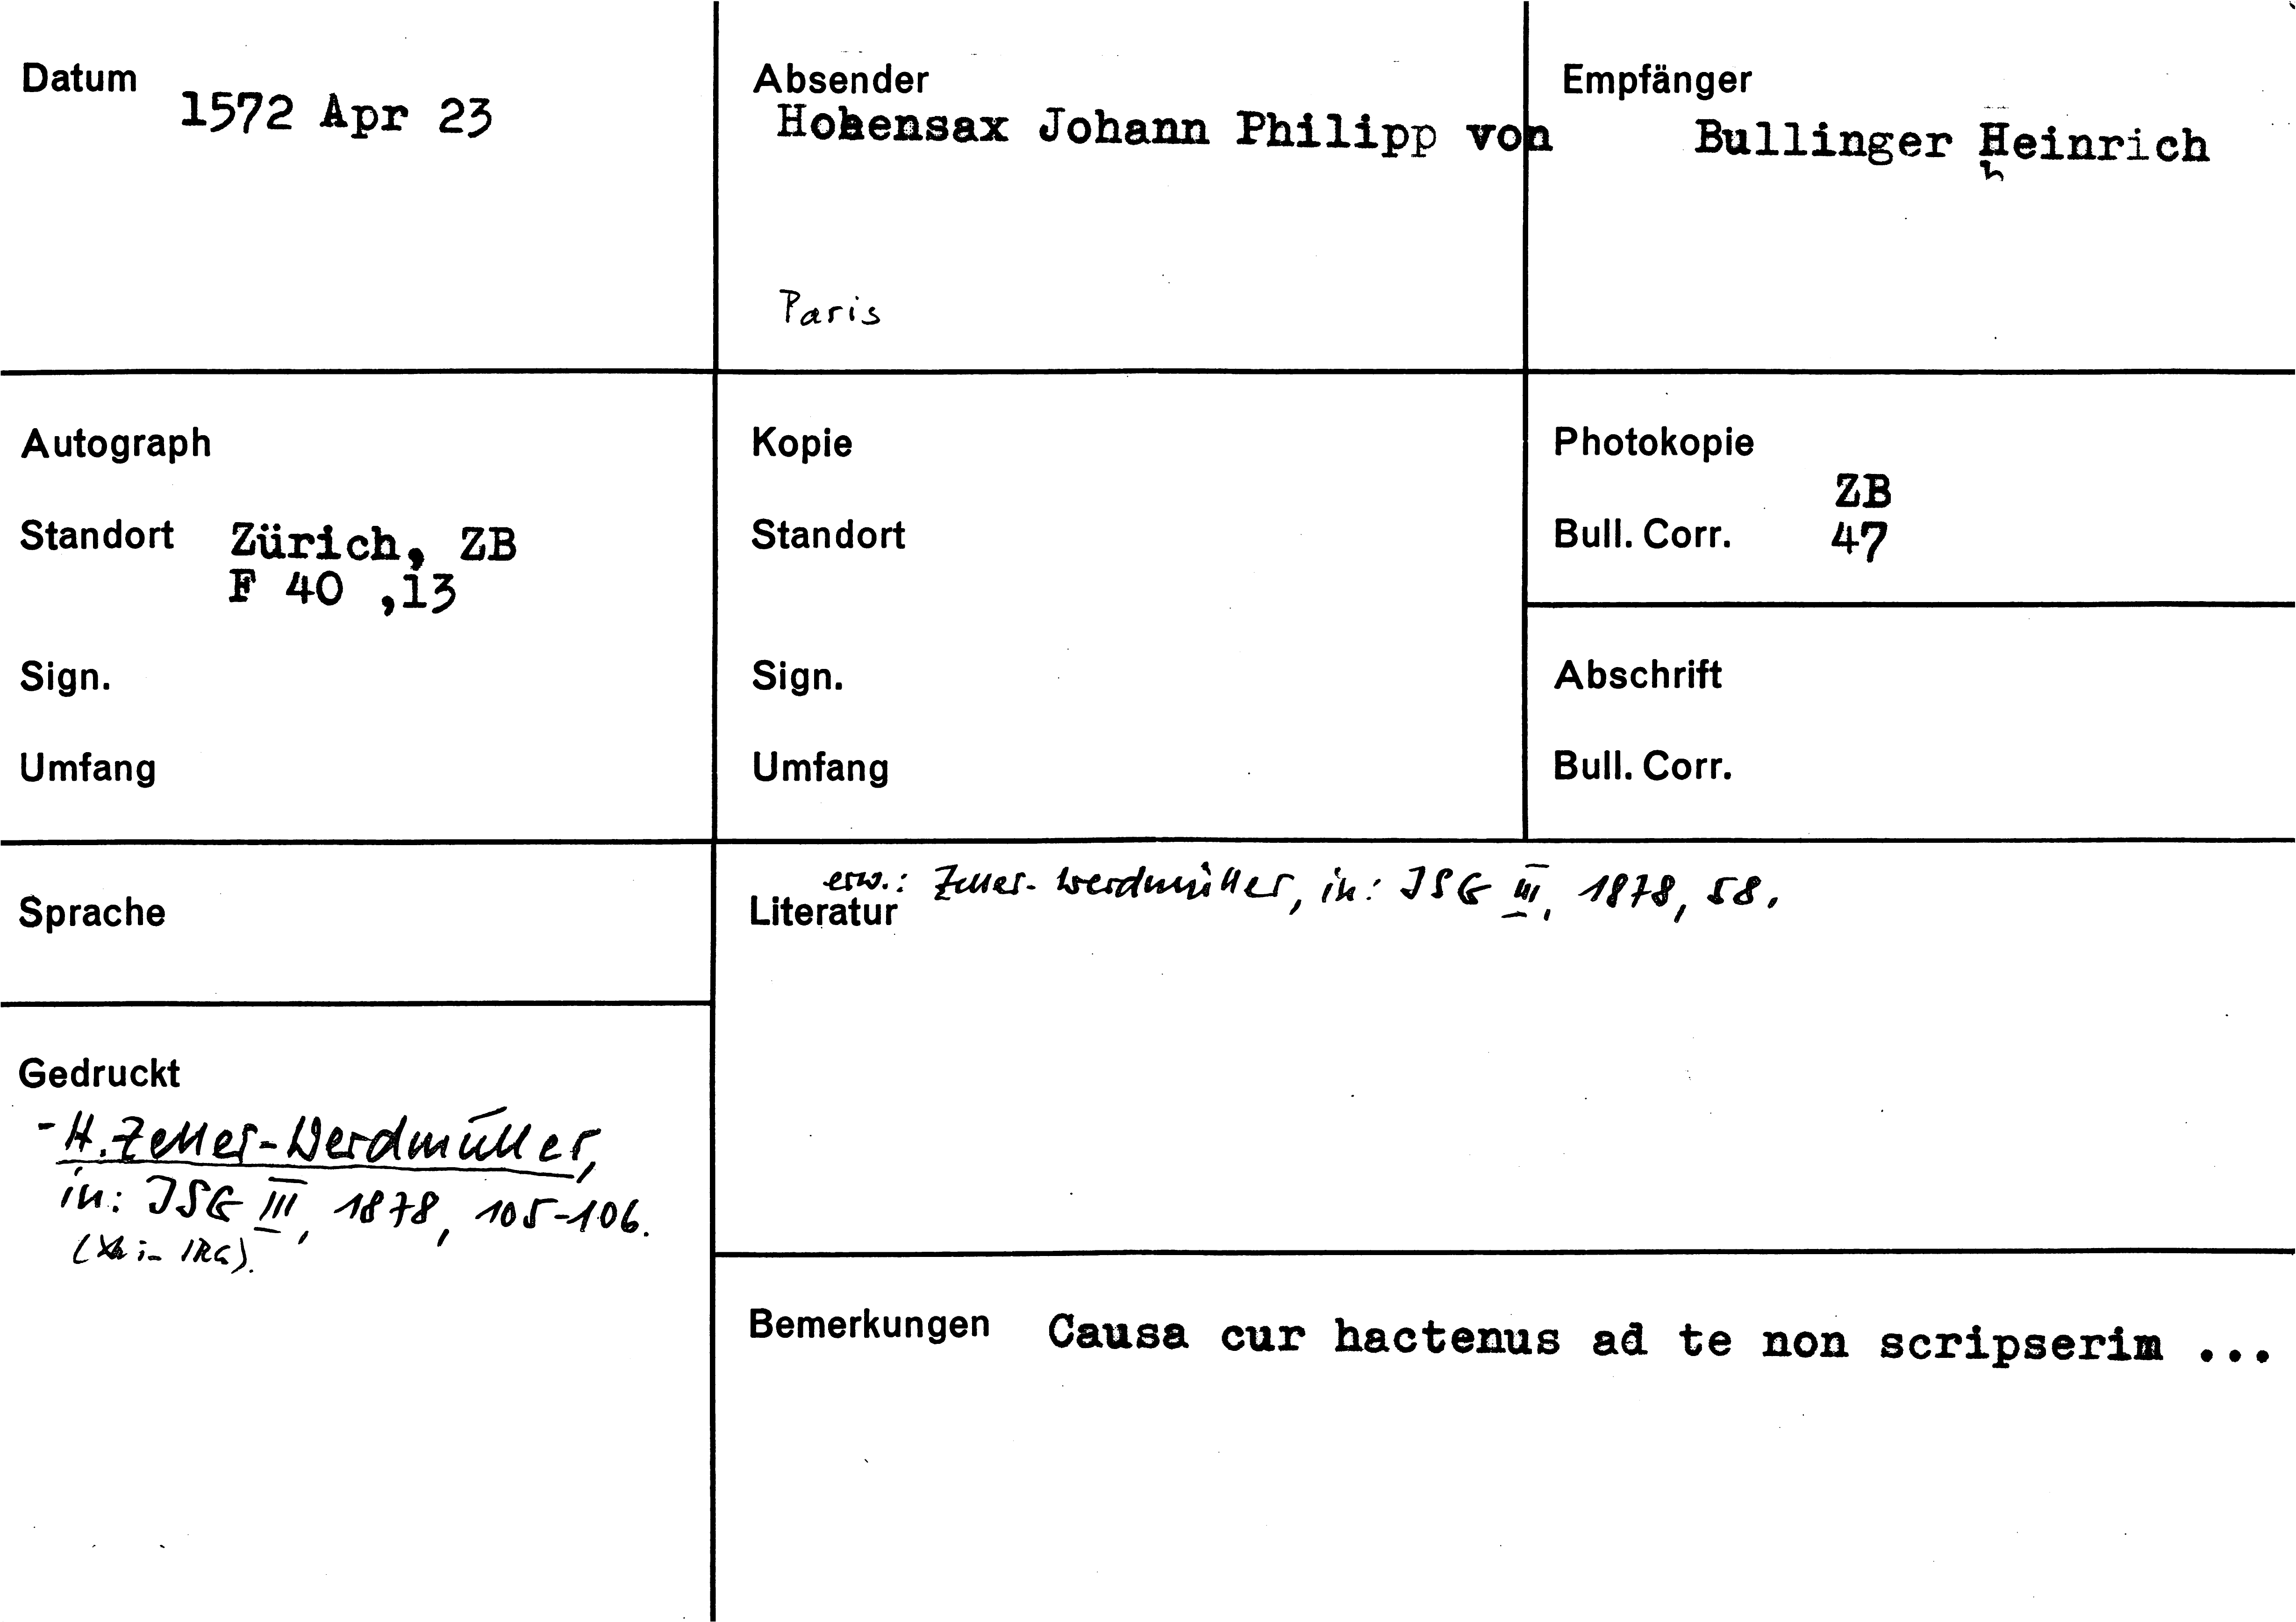 Datum
1572 Apr 23
Absender
Hohensax Johann Philipp von
Paris
Empfänger
Bullinger Heinrich
Autograph
Standort Zürich, ZB
F 40 ,13
Sign.
Umfang
Kopie
Standort
Sign.
Umfang
Photokopie
ZB
Bull. Corr. 47
Abschrift
Bull. Corr.
Sprache
Gedruckt
- H. Zeller-Werdmüller,
in: JSG III, 1878, 105-106.
IRG).
erw.: Zeller-Werdmüller, in: JSG III, 1878, 58.
Literatur
Bemerkungen Causa cur hactenus ad te non scripserim ...